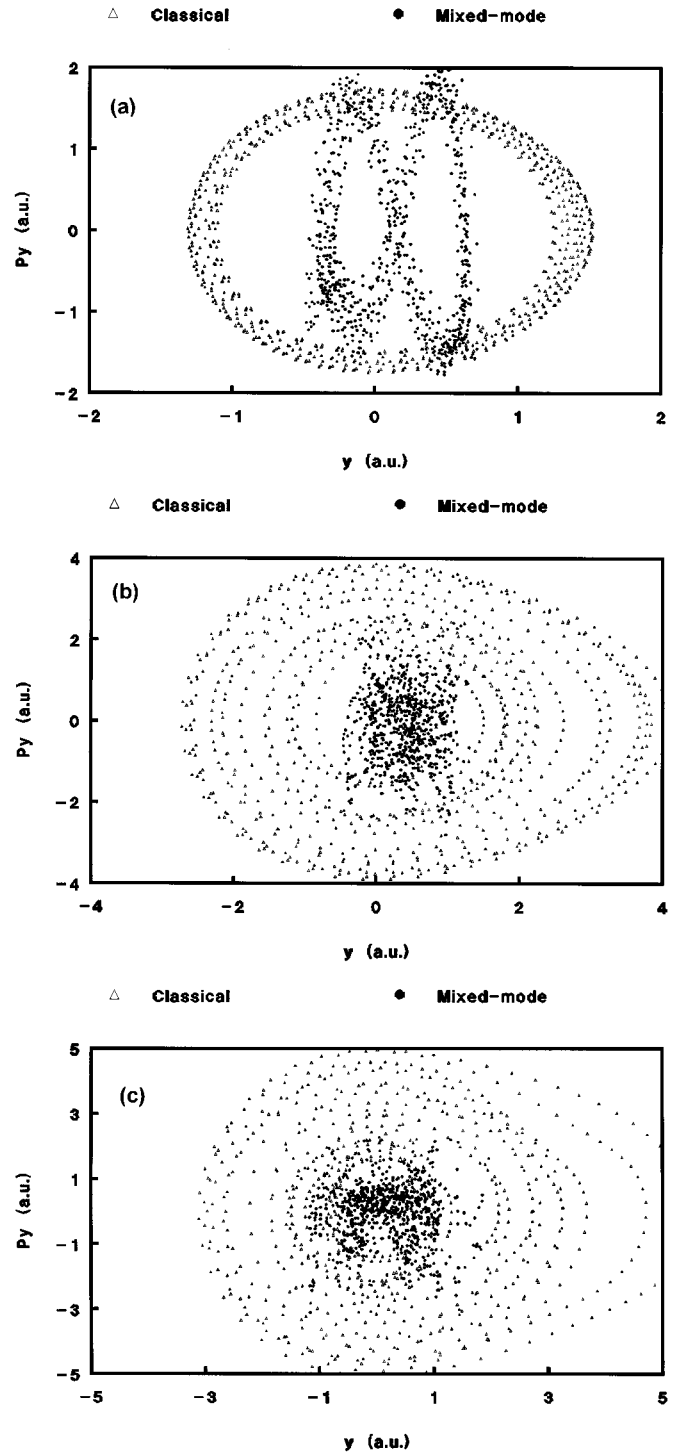 △ Classical ● Mixed-mode
(a)
2
1
0
−1
−2
Py (a.u.)
−2 −1 0 1 2
y (a.u.)
△ Classical ● Mixed-mode
(b)
4
2
0
−2
−4
Py (a.u.)
−4 −2 0 2 4
y (a.u.)
△ Classical ● Mixed-mode
(c)
5
3
1
−1
−3
−5
Py (a.u.)
−5 −3 −1 1 3 5
y (a.u.)